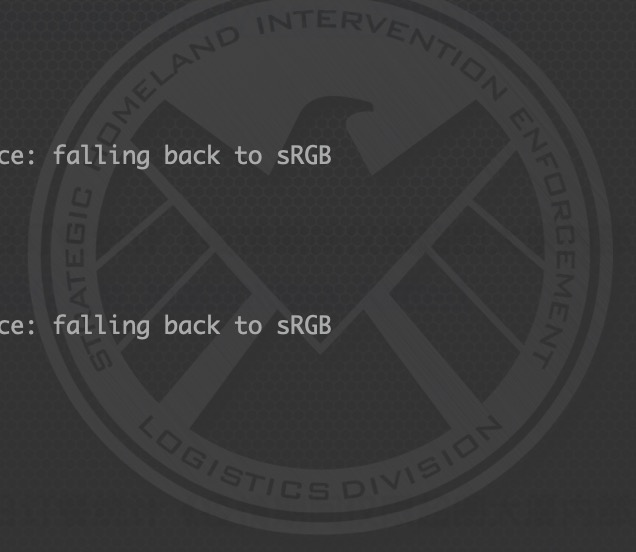 STRATEGIC HOMELAND INTERVENTION ENFORCEMENT
ce: falling back to sRGB
ce: falling back to sRGB
LOGISTICS DIVISION